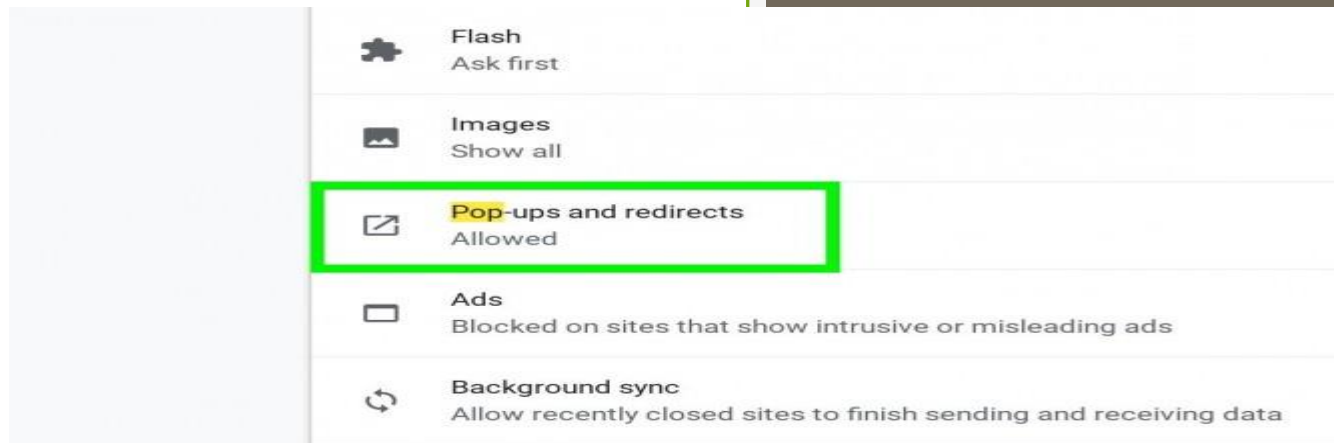 Flash
Ask first
Images
Show all
Pop-ups and redirects
Allowed
Ads
Blocked on sites that show intrusive or misleading ads
Background sync
Allow recently closed sites to finish sending and receiving data